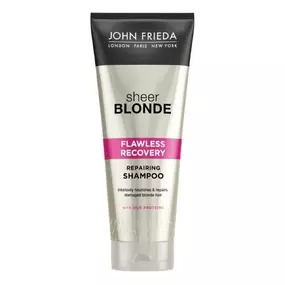 JOHN FRIEDA
LONDON PARIS NEW YORK
sheer
BLONDE
FLAWLESS
RECOVERY
REPAIRING
SHAMPOO
intensely nourishes & repairs
damaged blonde hair